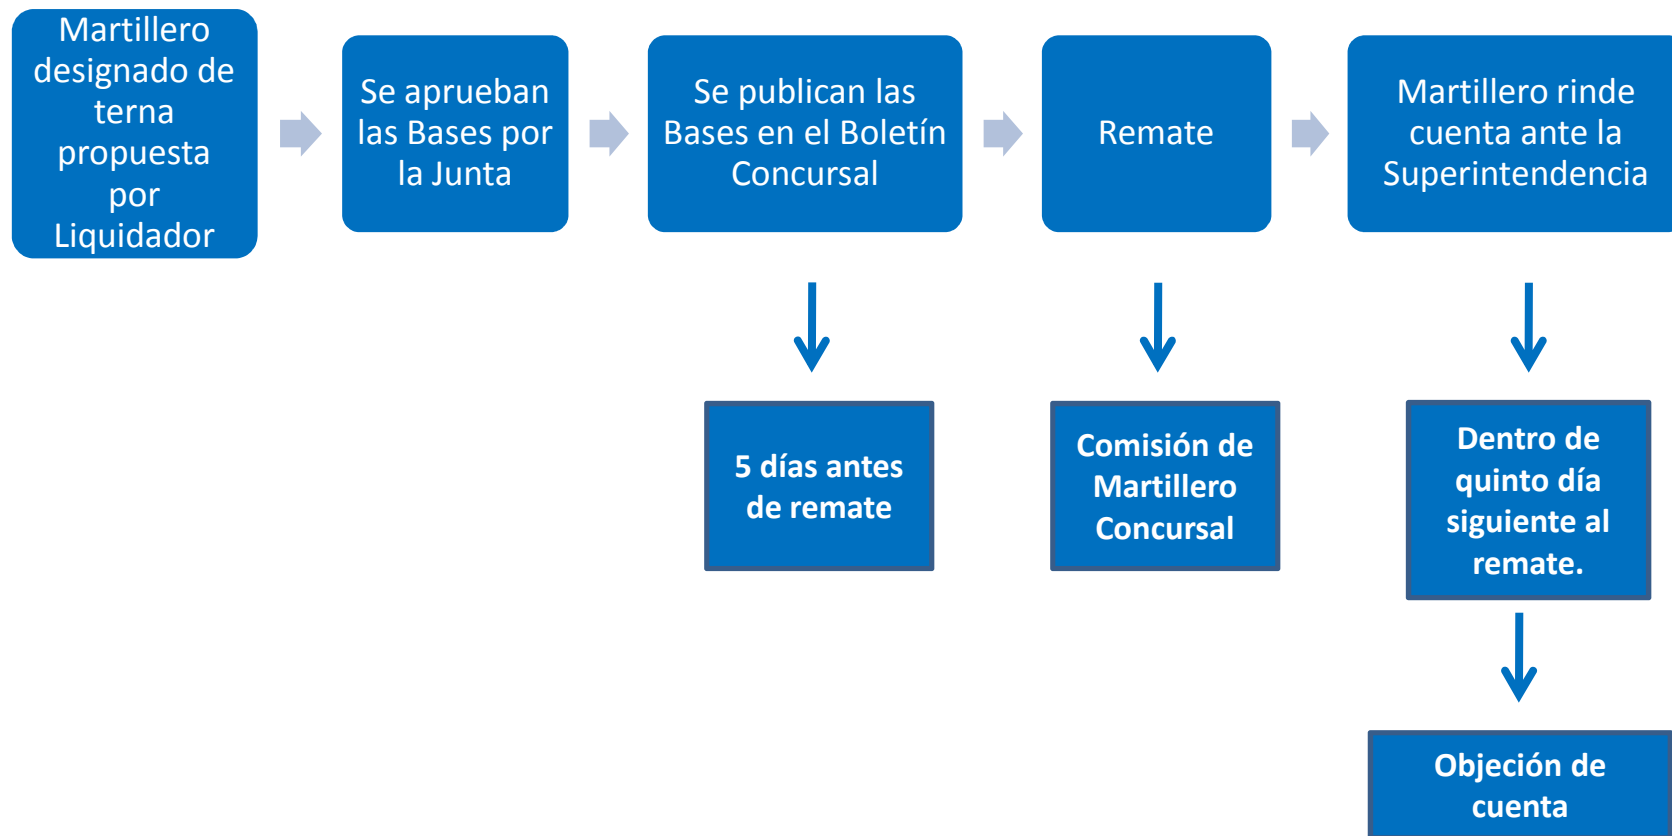 Martillero
designado de
terna
propuesta
por
Liquidador
Se aprueban
las Bases por
la Junta
Se publican las
Bases en el Boletín
Concursal
Remate
Martillero rinde
cuenta ante la
Superintendencia
5 días antes
de remate
Comisión de
Martillero
Concursal
Dentro de
quinto día
siguiente al
remate.
Objeción de
cuenta